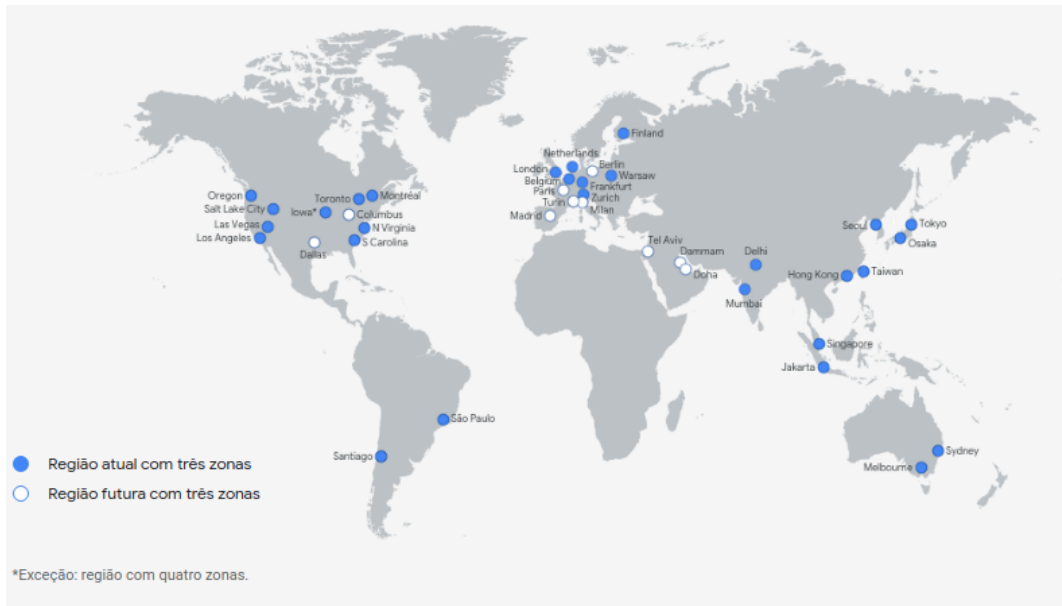 Finland
Netherlands
Berlin
London
Warsaw
Belgium
Frankfurt
Paris
Zurich
Turin
Milan
Madrid
Oregon
Toronto
Montréal
Salt Lake City
Iowa*
Columbus
Las Vegas
N Virginia
Los Angeles
S Carolina
Dallas
Tel Aviv
Dammam
Doha
Delhi
Mumbai
Seoul
Tokyo
Osaka
Hong Kong
Taiwan
Singapore
Jakarta
São Paulo
Santiago
Sydney
Melbourne
Região atual com três zonas
Região futura com três zonas
*Exceção: região com quatro zonas.